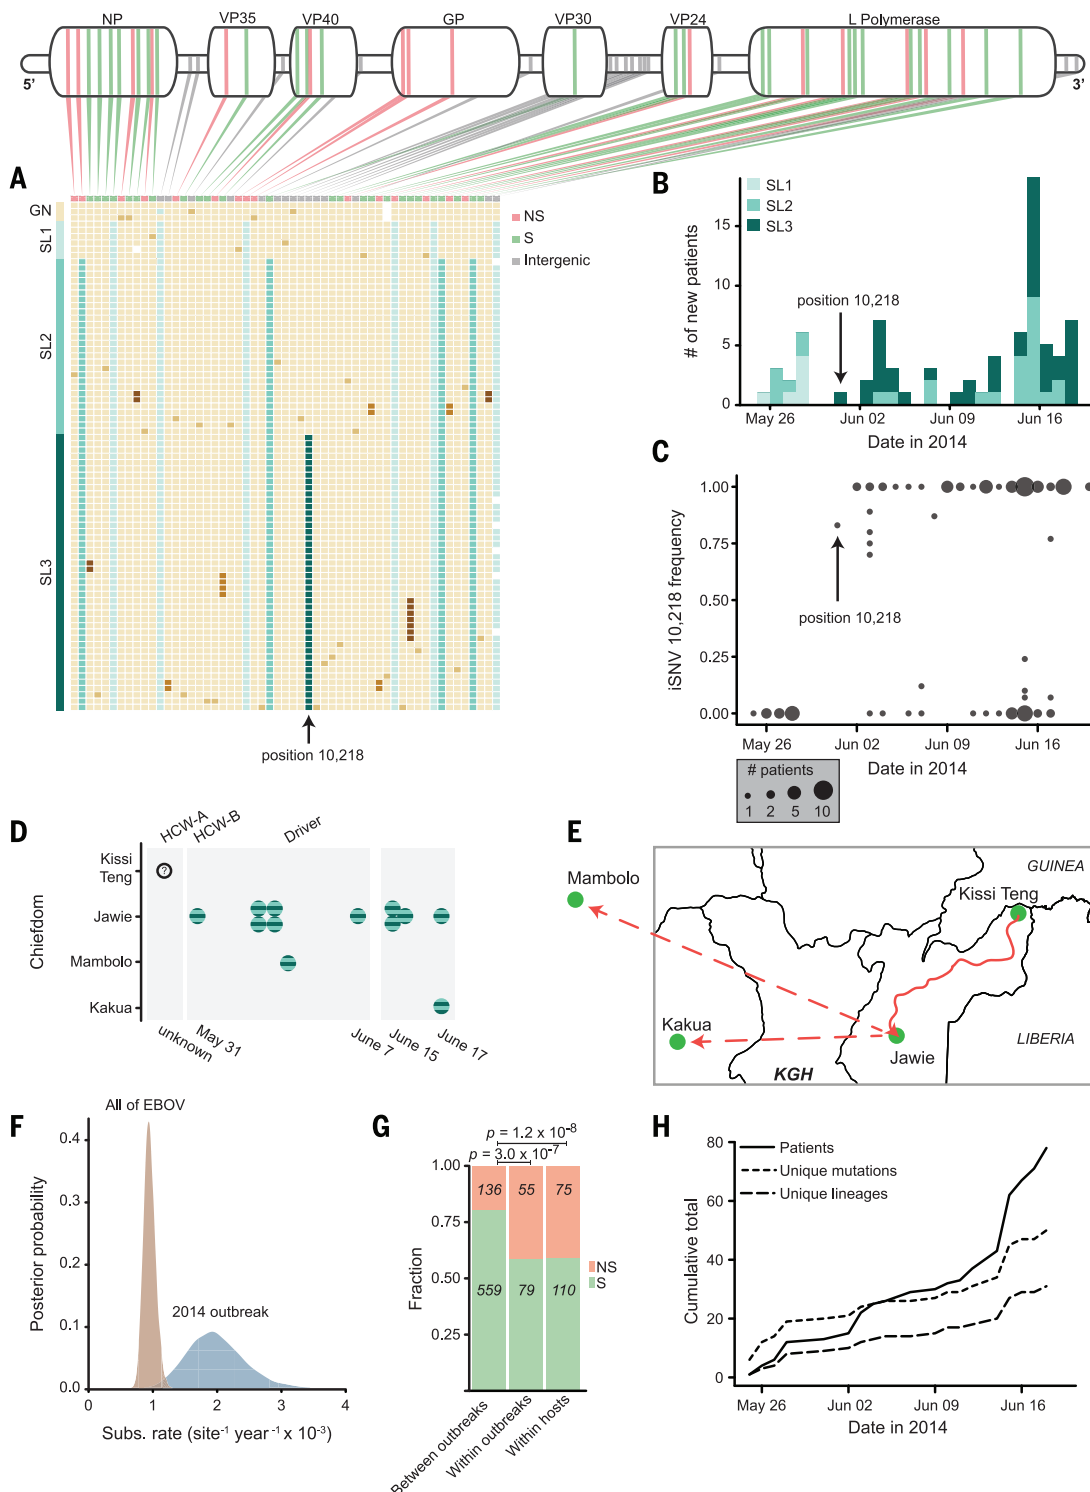 NP VP35 VP40 GP VP30 VP24 L Polymerase
5' 3'
A
GN
SL1
SL2
SL3
NS
S
Intergenic
position 10,218
B
SL1
SL2
SL3
# of new patients
15
10
5
0
position 10,218
May 26 Jun 02 Jun 09 Jun 16
Date in 2014
C
iSNV 10,218 frequency
1.00
0.75
0.50
0.25
0.00
position 10,218
May 26 Jun 02 Jun 09 Jun 16
Date in 2014
# patients
1 2 5 10
D
HCW-A
HCW-B
Driver
Chiefdom
Kissi
Teng
?
Jawie
Mambolo
Kakua
unknown
May 31
June 7
June 15
June 17
E
GUINEA
Mambolo
Kissi Teng
Kakua
LIBERIA
Jawie
KGH
F
All of EBOV
Posterior probability
0.4
0.3
0.2
2014 outbreak
0.1
0.0
0 1 2 3 4
Subs. rate (site⁻¹ year⁻¹ x 10⁻³)
G
p = 1.2 x 10⁻⁸
p = 3.0 x 10⁻⁷
Fraction
1.00
0.75
0.50
0.25
136 55 75
559 79 110
NS
S
Between outbreaks
Within outbreaks
Within hosts
H
Patients
Unique mutations
Unique lineages
Cumulative total
80
60
40
20
0
May 26 Jun 02 Jun 09 Jun 16
Date in 2014